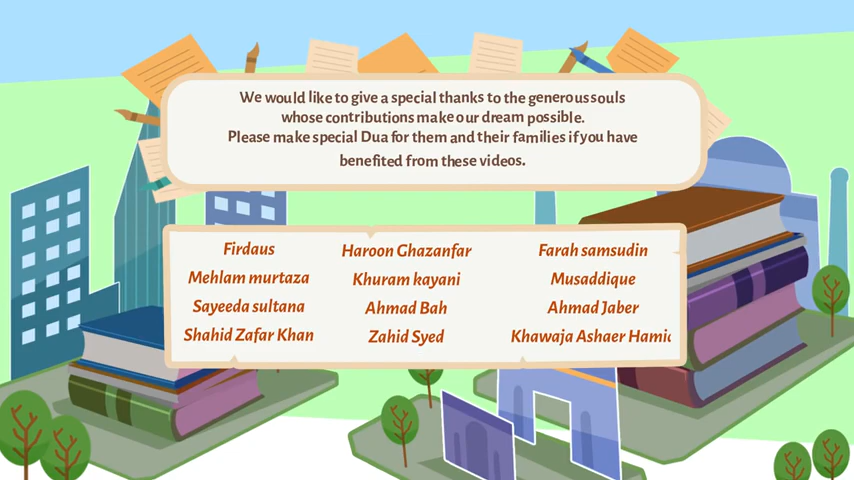 We would like to give a special thanks to the generous souls
whose contributions make our dream possible.
Please make special Dua for them and their families if you have
benefited from these videos.
Firdaus Haroon Ghazanfar Farah samsudin
Mehlam murtaza Khuram kayani Musaddique
Sayeeda sultana Ahmad Bah Ahmad Jaber
Shahid Zafar Khan Zahid Syed Khawaja Ashaer